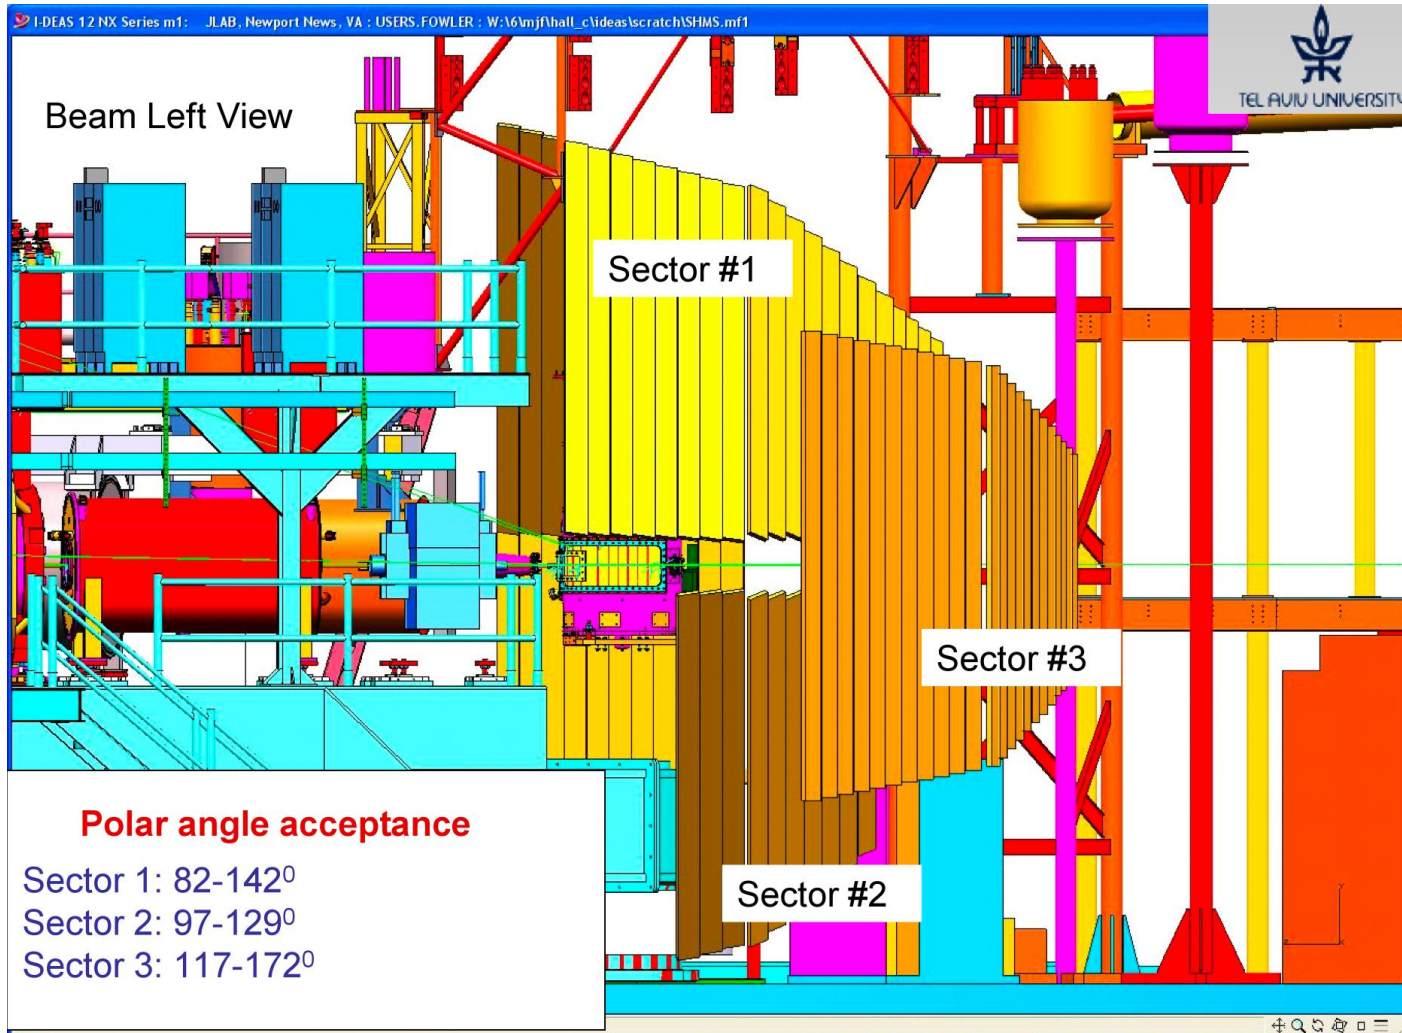 I-DEAS 12 NX Series m1:   JLAB, Newport News, VA : USERS.FOWLER : W:\6\mjf\hall_c\ideas\scratch\SHMS.mf1
TEL AVIV UNIVERSITY
Beam Left View
Sector #1
Sector #3
Sector #2
Polar angle acceptance
Sector 1: 82-142⁰
Sector 2: 97-129⁰
Sector 3: 117-172⁰